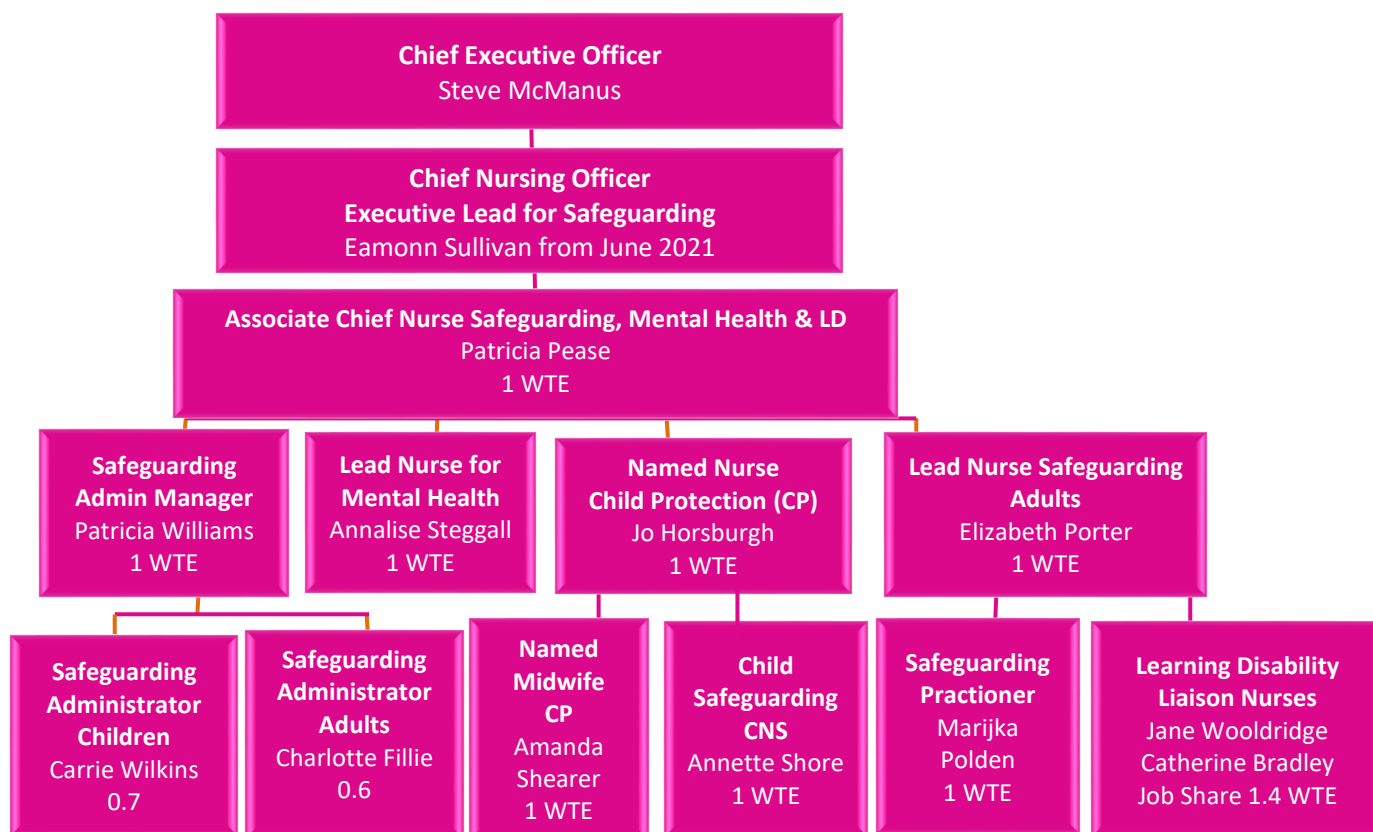 Chief Executive Officer
Steve McManus
Chief Nursing Officer
Executive Lead for Safeguarding
Eamonn Sullivan from June 2021
Associate Chief Nurse Safeguarding, Mental Health & LD
Patricia Pease
1 WTE
Safeguarding
Admin Manager
Patricia Williams
1 WTE
Lead Nurse for
Mental Health
Annalise Steggall
1 WTE
Named Nurse
Child Protection (CP)
Jo Horsburgh
1 WTE
Lead Nurse Safeguarding
Adults
Elizabeth Porter
1 WTE
Safeguarding
Administrator
Children
Carrie Wilkins
0.7
Safeguarding
Administrator
Adults
Charlotte Fillie
0.6
Named
Midwife
CP
Amanda
Shearer
1 WTE
Child
Safeguarding
CNS
Annette Shore
1 WTE
Safeguarding
Practioner
Marijka
Polden
1 WTE
Learning Disability
Liaison Nurses
Jane Wooldridge
Catherine Bradley
Job Share 1.4 WTE